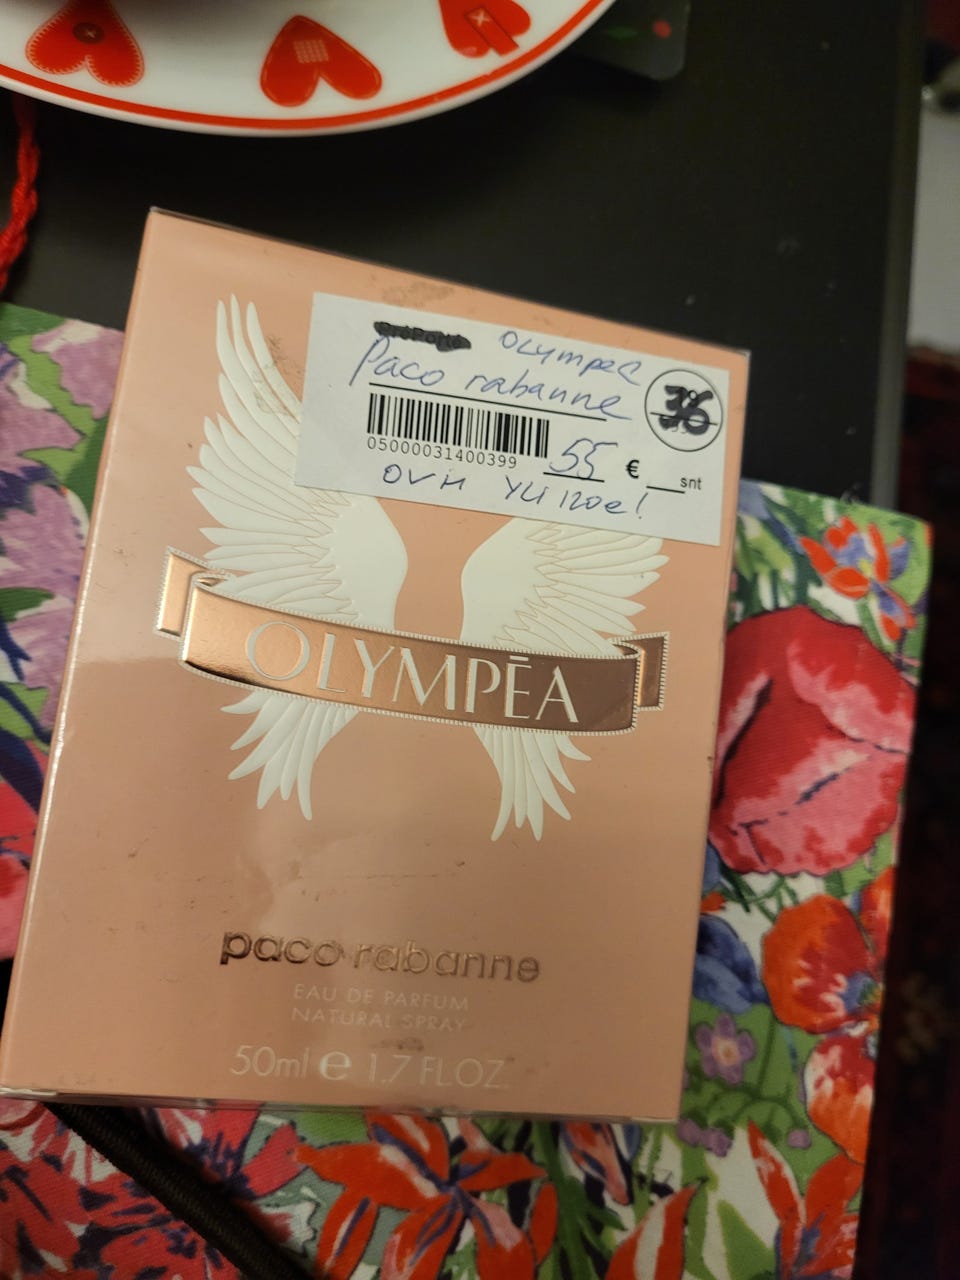 OLympea
Paco rabanne
36
05000031400399
55 € snt
OVH YLI 120e!
OLYMPĒA
paco rabanne
EAU DE PARFUM
NATURAL SPRAY
50ml e 1.7 FL.OZ.